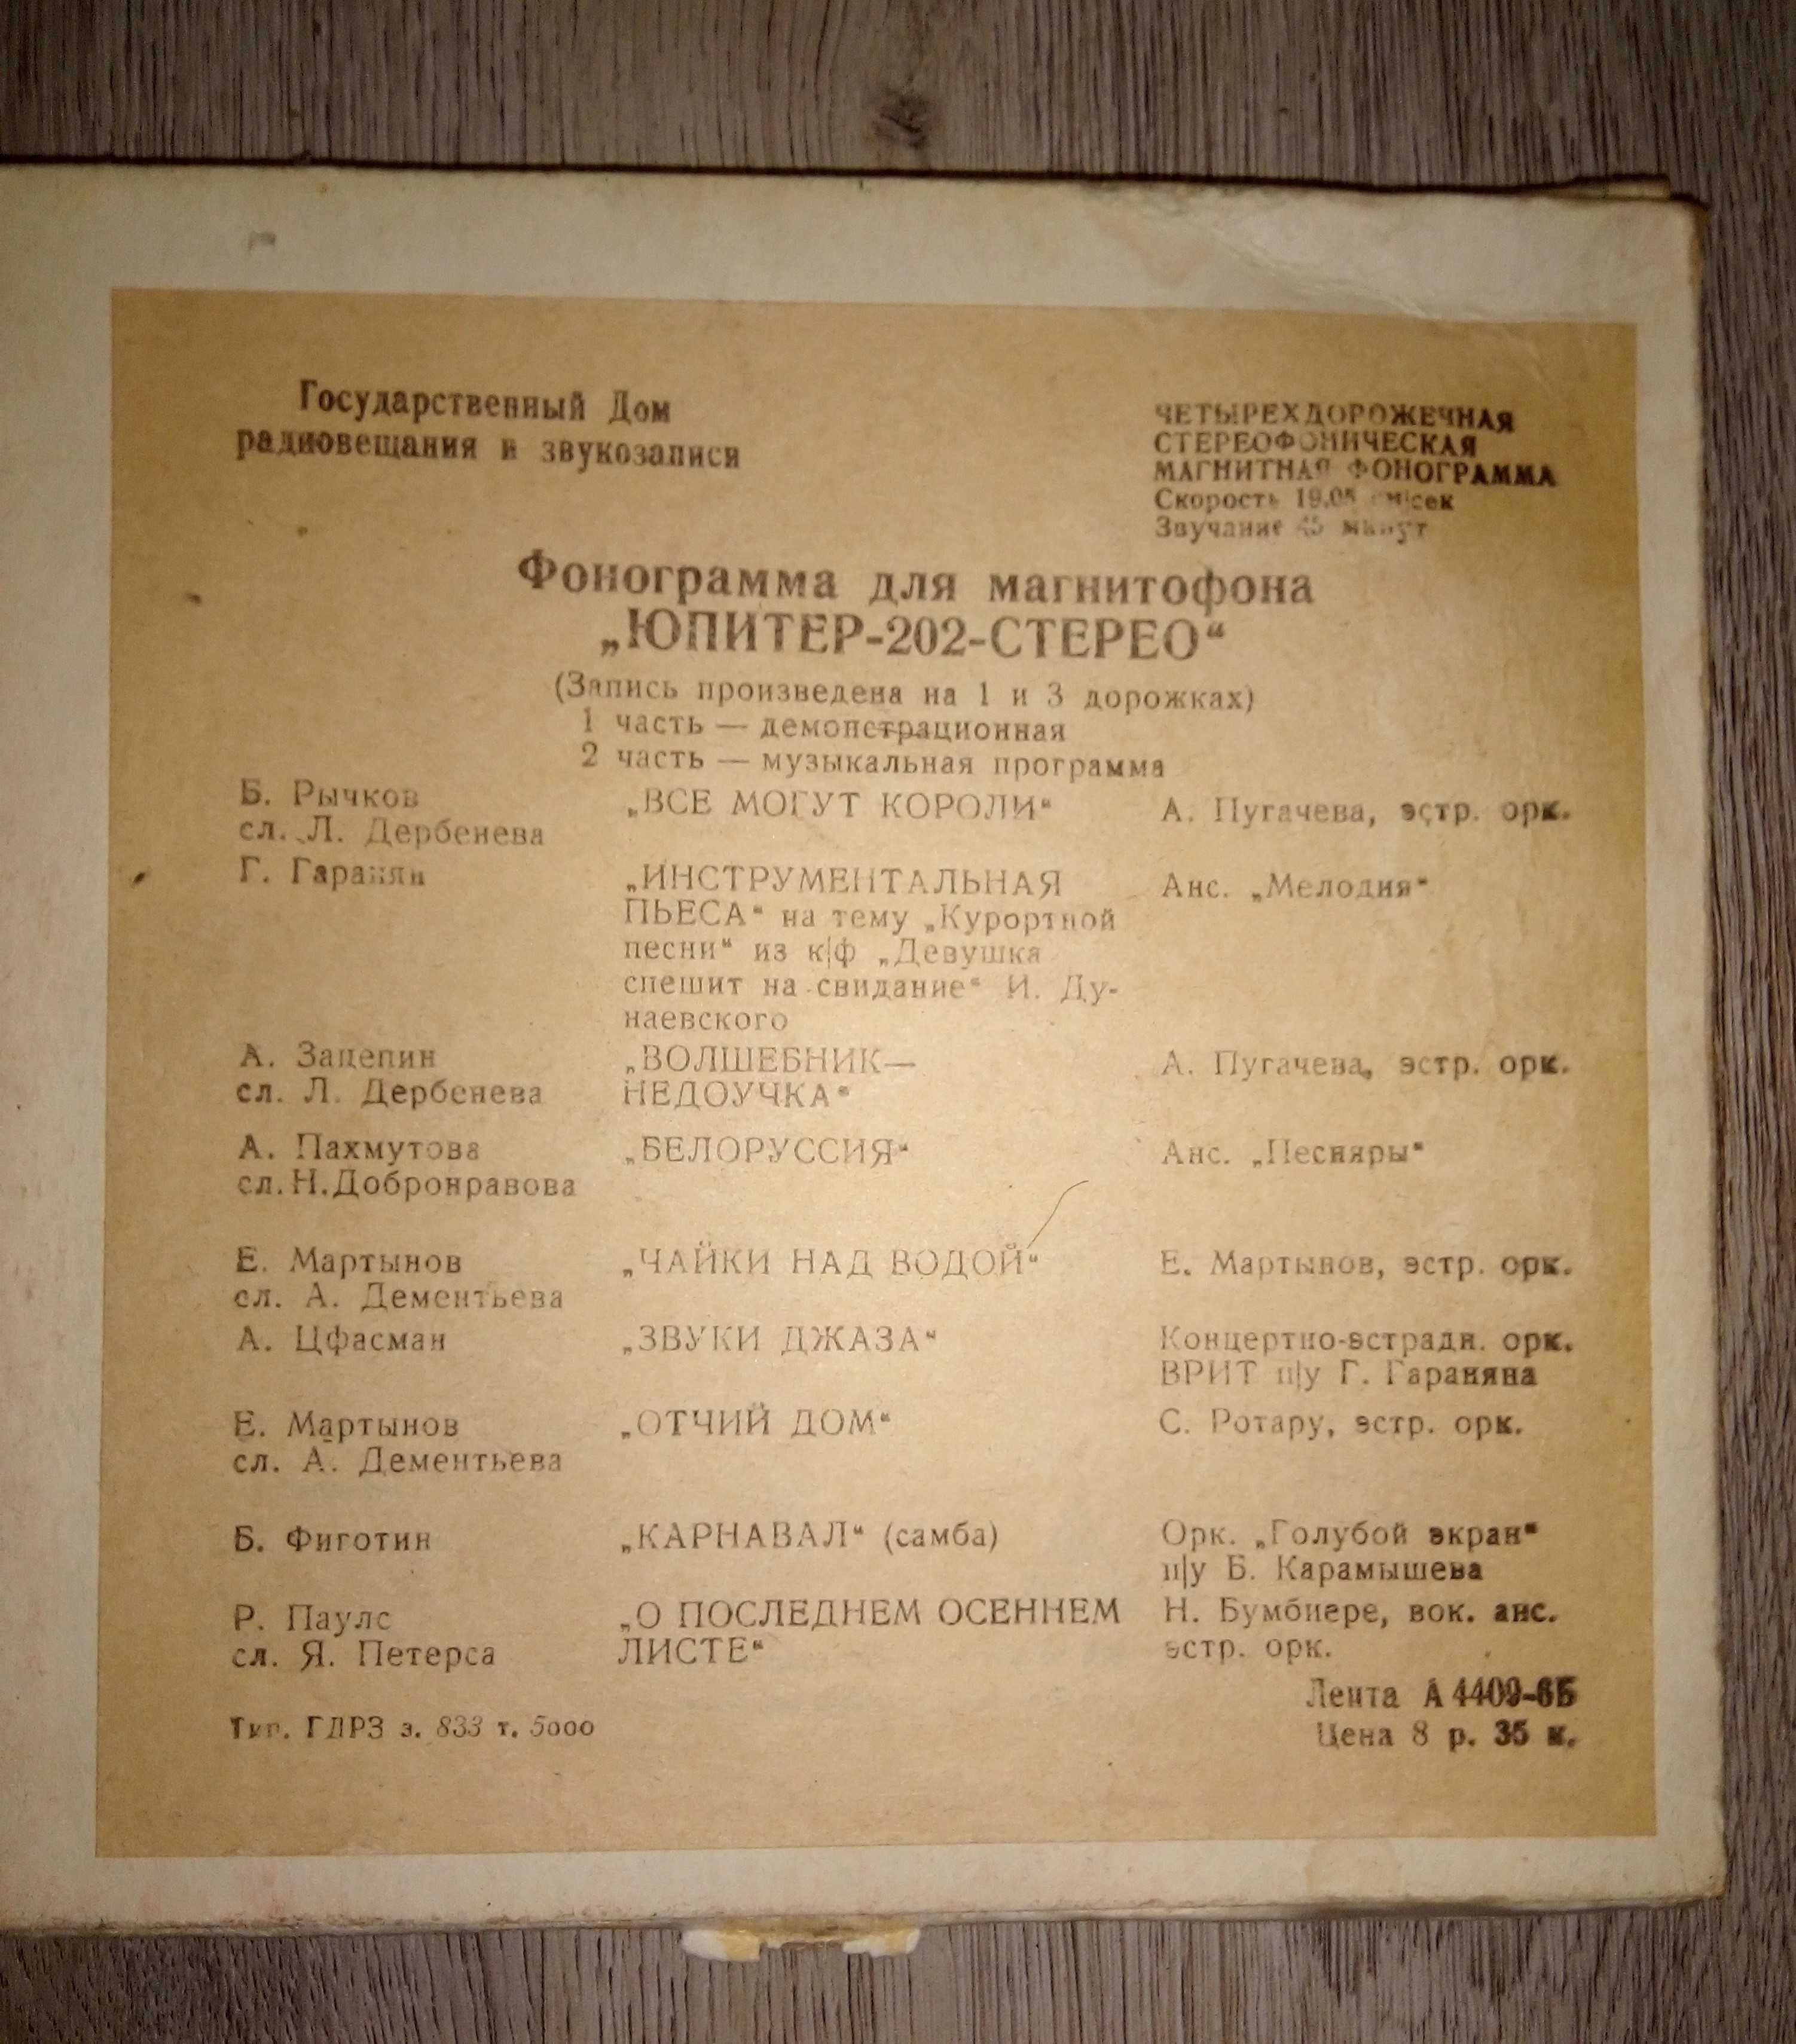 Государственный Дом
радиовещания и звукозаписи
ЧЕТЫРЕХДОРОЖЕЧНАЯ
СТЕРЕОФОНИЧЕСКАЯ
МАГНИТНАЯ ФОНОГРАММА
Скорость 19.05 см|сек
Звучание 45 минут
Фонограмма для магнитофона
„ЮПИТЕР-202-СТЕРЕО“
(Запись произведена на 1 и 3 дорожках)
1 часть — демонстрационная
2 часть — музыкальная программа
Б. Рычков „ВСЕ МОГУТ КОРОЛИ“ А. Пугачева, эстр. орк.
сл. Л. Дербенева
Г. Гаранян „ИНСТРУМЕНТАЛЬНАЯ Анс. „Мелодия“
ПЬЕСА“ на тему „Курортной
песни“ из к|ф „Девушка
спешит на свидание“ И. Ду-
наевского
А. Зацепин „ВОЛШЕБНИК— А. Пугачева, эстр. орк.
сл. Л. Дербенева НЕДОУЧКА“
А. Пахмутова „БЕЛОРУССИЯ“ Анс. „Песняры“
сл. Н. Добронравова
Е. Мартынов „ЧАЙКИ НАД ВОДОЙ“ Е. Мартынов, эстр. орк.
сл. А. Дементьева
А. Цфасман „ЗВУКИ ДЖАЗА“ Концертно-эстрадн. орк.
ВРИТ п|у Г. Гараняна
Е. Мартынов „ОТЧИЙ ДОМ“ С. Ротару, эстр. орк.
сл. А. Дементьева
Б. Фиготин „КАРНАВАЛ“ (самба) Орк. „Голубой экран“
п|у Б. Карамышева
Р. Паулс „О ПОСЛЕДНЕМ ОСЕННЕМ Н. Бумбиере, вок. анс.
сл. Я. Петерса ЛИСТЕ“ эстр. орк.
Лента А 4409-6Б
Тип. ГДРЗ з. 833 т. 5000 Цена 8 р. 35 к.